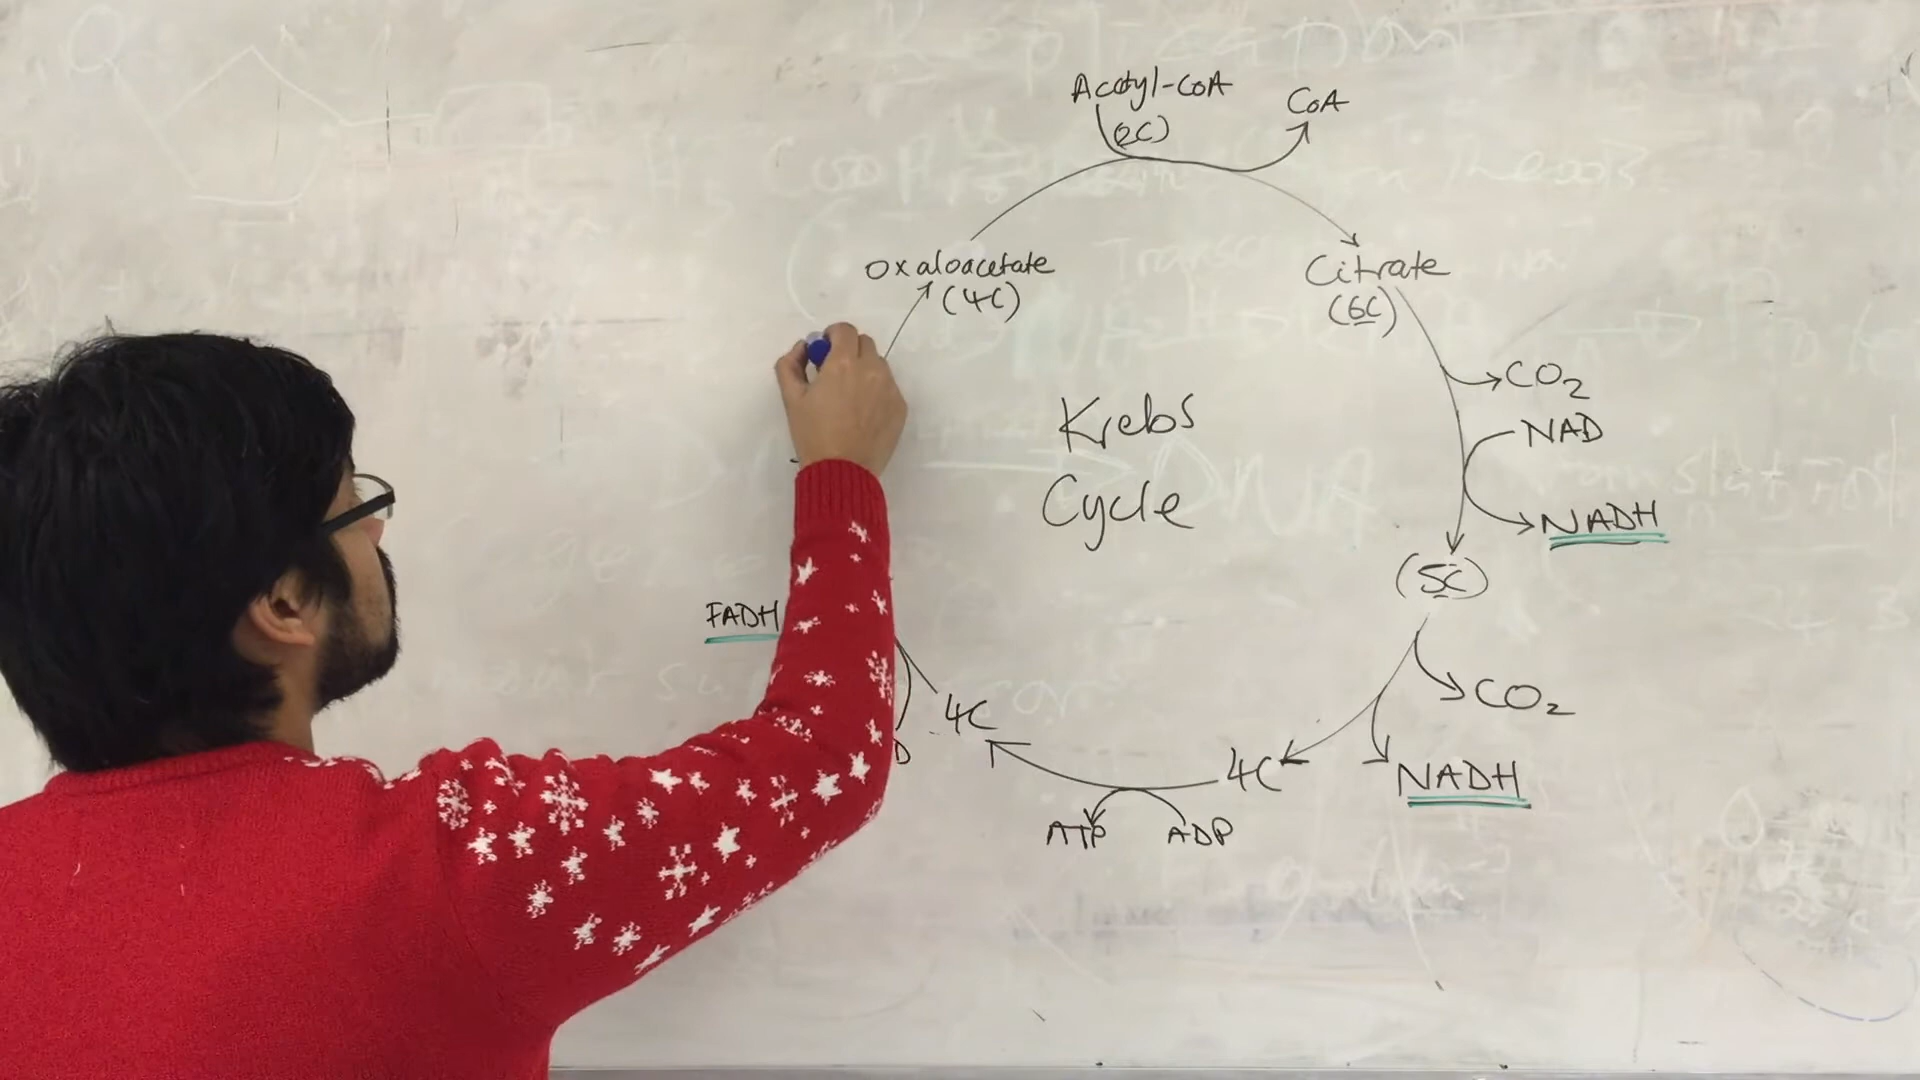 Acetyl-CoA
(2C)
CoA
Oxaloacetate
(4C)
Citrate
(6C)
CO2
NAD
NADH
Krebs
Cycle
(5C)
FADH
CO2
4C
4C
NADH
ATP
ADP